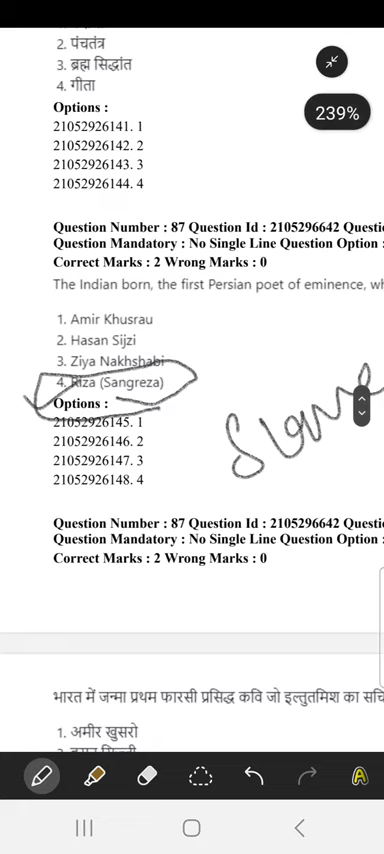 2. पंचतंत्र
3. ब्रह्म सिद्धांत
4. गीता
Options :
21052926141. 1
21052926142. 2
21052926143. 3
21052926144. 4
239%
Question Number : 87 Question Id : 2105296642 Questi
Question Mandatory : No Single Line Question Option :
Correct Marks : 2 Wrong Marks : 0
The Indian born, the first Persian poet of eminence, wh
1. Amir Khusrau
2. Hasan Sijzi
3. Ziya Nakhshabi
4. Riza (Sangreza)
Options :
21052926145. 1
21052926146. 2
21052926147. 3
21052926148. 4
Question Number : 87 Question Id : 2105296642 Questi
Question Mandatory : No Single Line Question Option :
Correct Marks : 2 Wrong Marks : 0
भारत में जन्मा प्रथम फारसी प्रसिद्ध कवि जो इल्तुतमिश का सचि
1. अमीर खुसरो
A